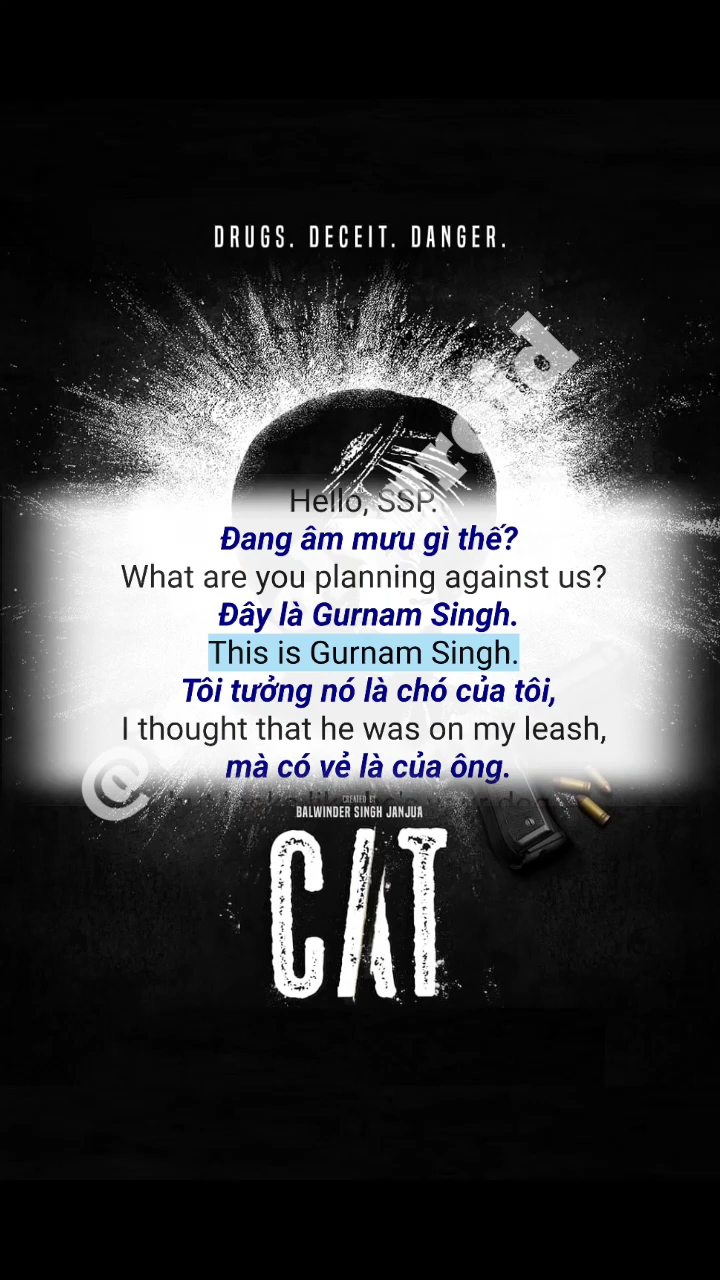 DRUGS. DECEIT. DANGER.
Hello, SSP.
Đang âm mưu gì thế?
What are you planning against us?
Đây là Gurnam Singh.
This is Gurnam Singh.
Tôi tưởng nó là chó của tôi,
I thought that he was on my leash,
mà có vẻ là của ông.
CREATED BY
BALWINDER SINGH JANJUA
CAT